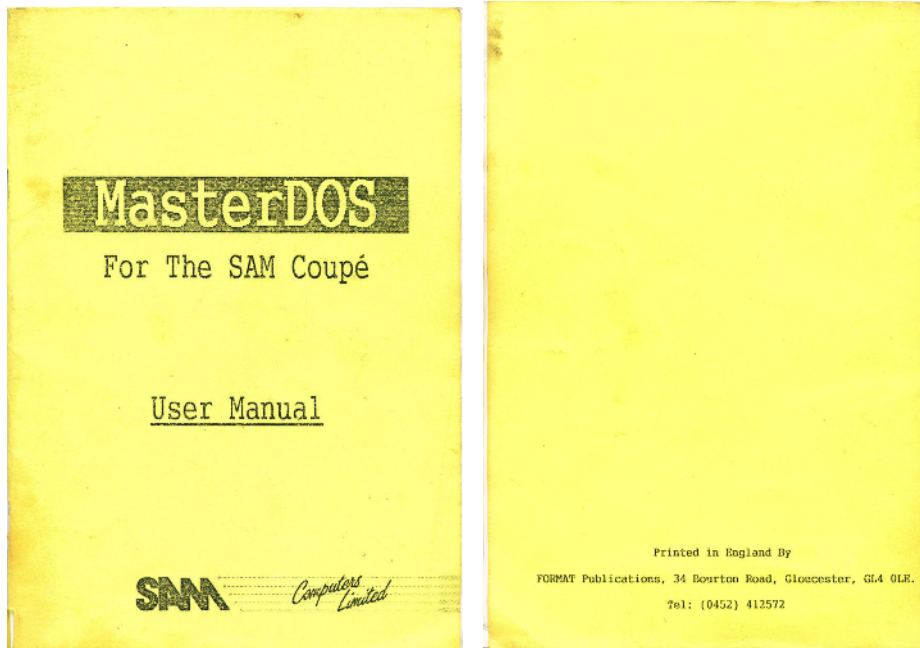 MasterDOS
For The SAM Coupé
User Manual
SAM Computers Limited
Printed in England By
FORMAT Publications, 34 Bourton Road, Gloucester, GL4 0LE.
Tel: (0452) 412572